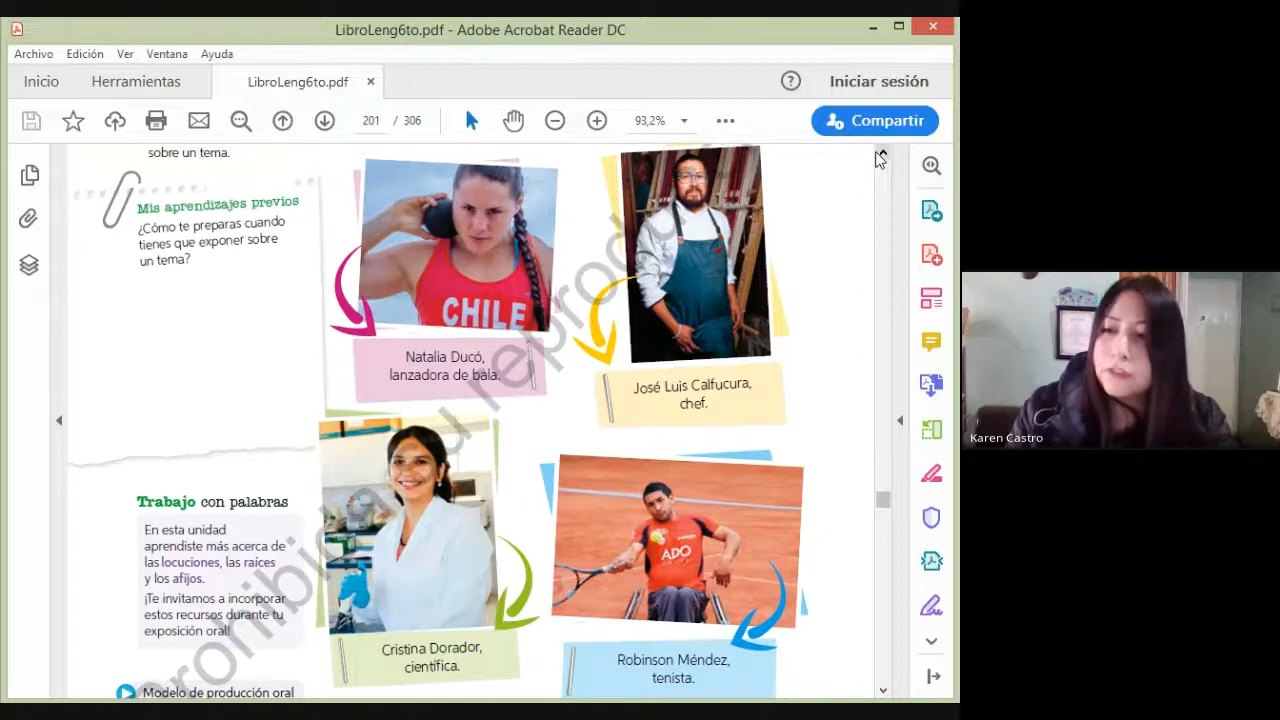 LibroLeng6to.pdf - Adobe Acrobat Reader DC
Archivo Edición Ver Ventana Ayuda
Inicio Herramientas LibroLeng6to.pdf × Iniciar sesión
201 / 306 93,2% Compartir
sobre un tema.
Mis aprendizajes previos
¿Cómo te preparas cuando
tienes que exponer sobre
un tema?
CHILE
Natalia Ducó,
lanzadora de bala.
José Luis Calfucura,
chef.
Trabajo con palabras
En esta unidad
aprendiste más acerca de
las locuciones, las raíces
y los afijos.
¡Te invitamos a incorporar
estos recursos durante tu
exposición oral!
Modelo de producción oral
ADO
Cristina Dorador,
científica.
Robinson Méndez,
tenista.
prohibida su reprodu
Karen Castro